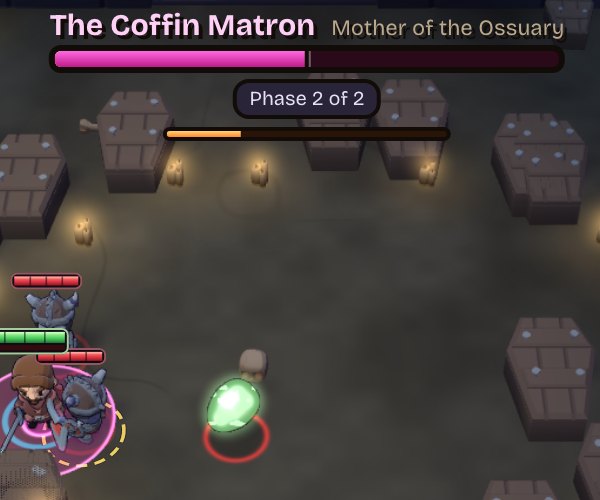 The Coffin Matron Mother of the Ossuary
Phase 2 of 2